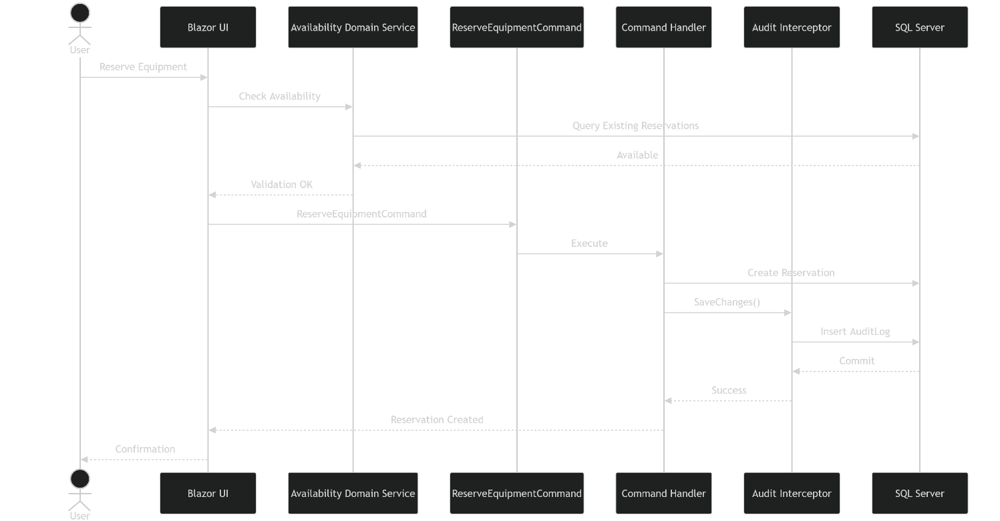 User
Blazor UI
Availability Domain Service
ReserveEquipmentCommand
Command Handler
Audit Interceptor
SQL Server
Reserve Equipment
Check Availability
Query Existing Reservations
Available
Validation OK
ReserveEquipmentCommand
Execute
Create Reservation
SaveChanges()
Insert AuditLog
Commit
Success
Reservation Created
Confirmation
User
Blazor UI
Availability Domain Service
ReserveEquipmentCommand
Command Handler
Audit Interceptor
SQL Server